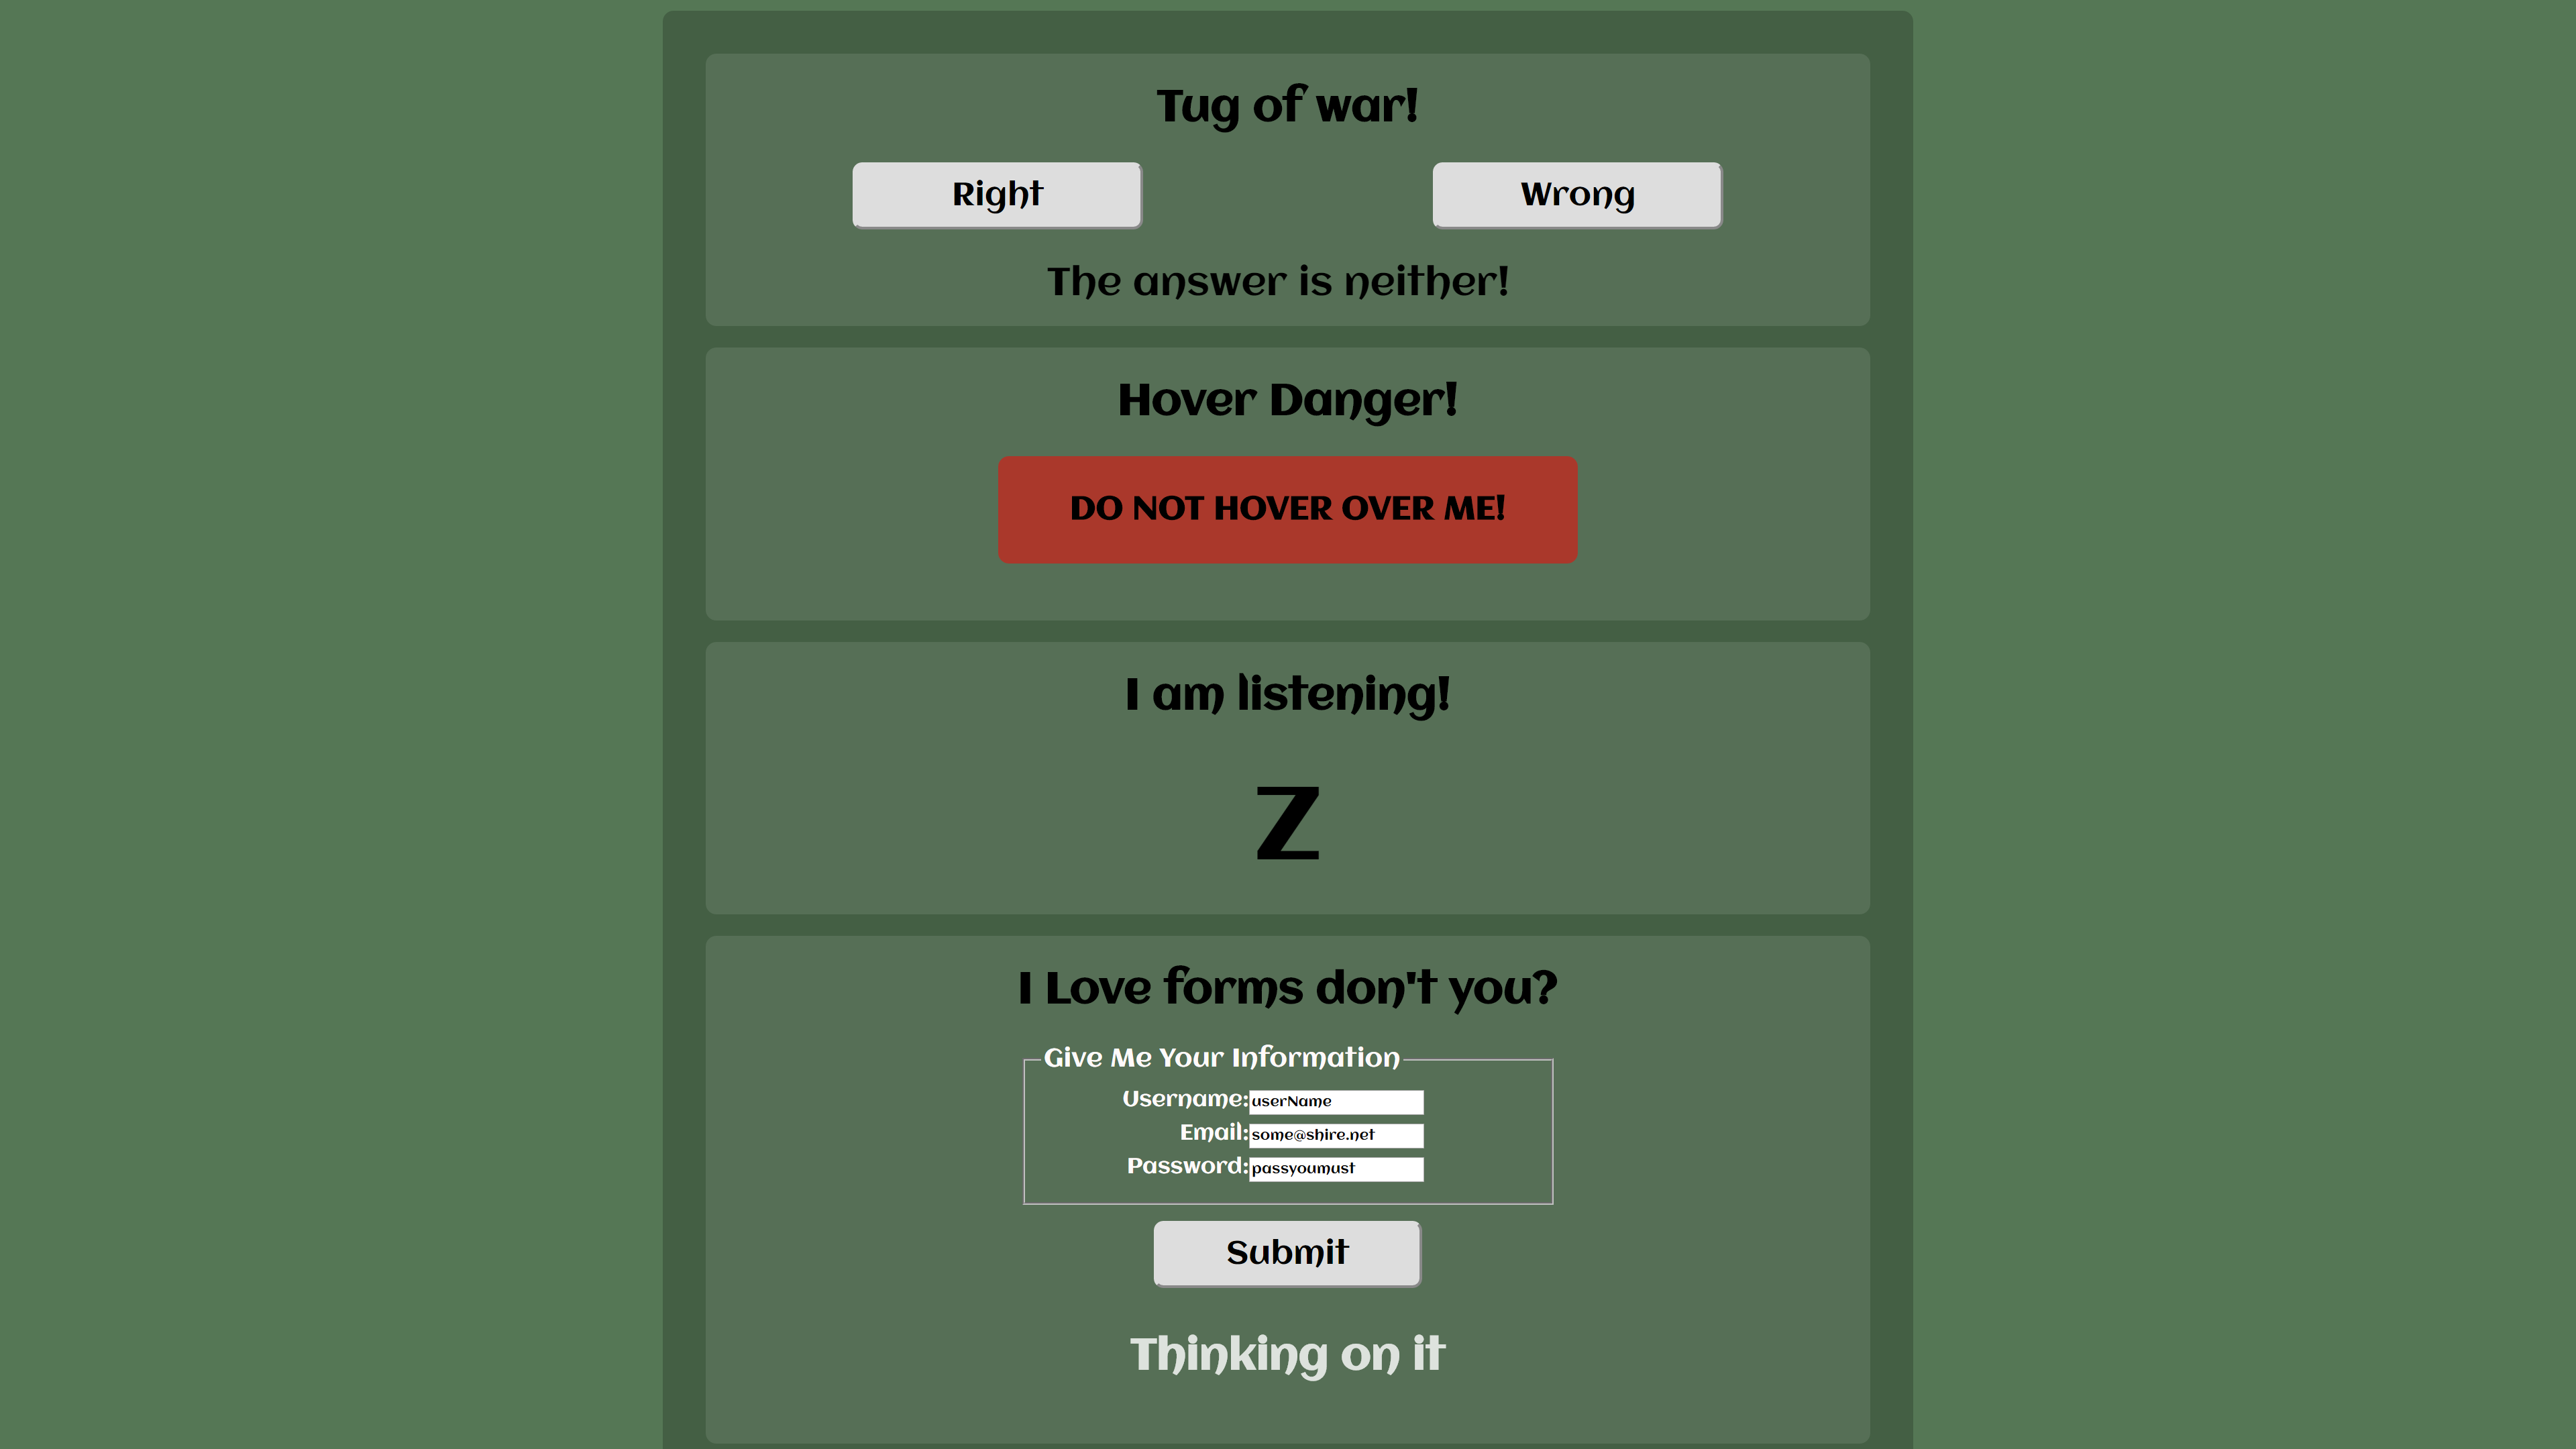 Tug of war!
Right
Wrong
The answer is neither!
Hover Danger!
DO NOT HOVER OVER ME!
I am listening!
Z
I Love forms don't you?
Give Me Your Information
Username: userName
Email: some@shire.net
Password: passyoumust
Submit
Thinking on it